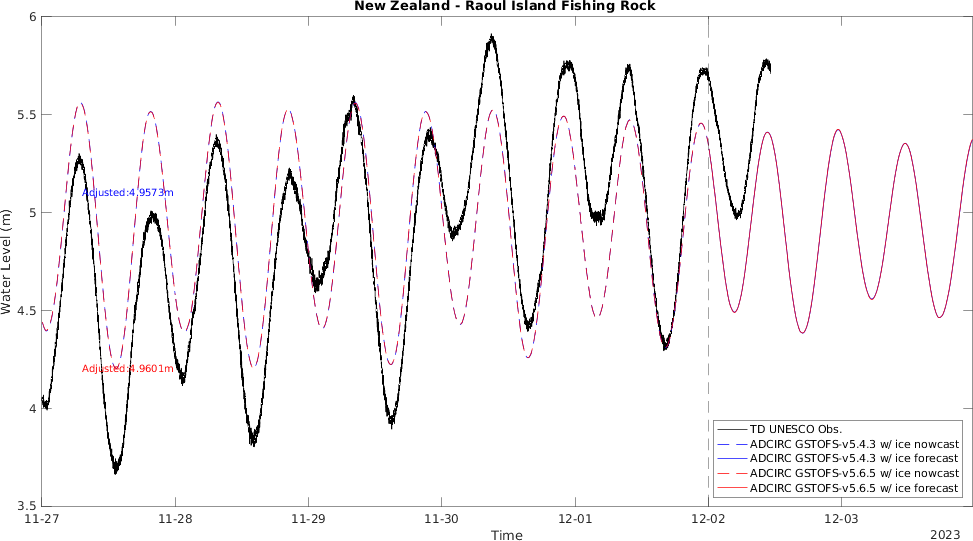 New Zealand - Raoul Island Fishing Rock
6
5.5
5
4.5
4
3.5
Water Level (m)
Adjusted:4.9573m
Adjusted:4.9601m
TD UNESCO Obs.
ADCIRC GSTOFS-v5.4.3 w/ ice nowcast
ADCIRC GSTOFS-v5.4.3 w/ ice forecast
ADCIRC GSTOFS-v5.6.5 w/ ice nowcast
ADCIRC GSTOFS-v5.6.5 w/ ice forecast
11-27 11-28 11-29 11-30 12-01 12-02 12-03
Time
2023